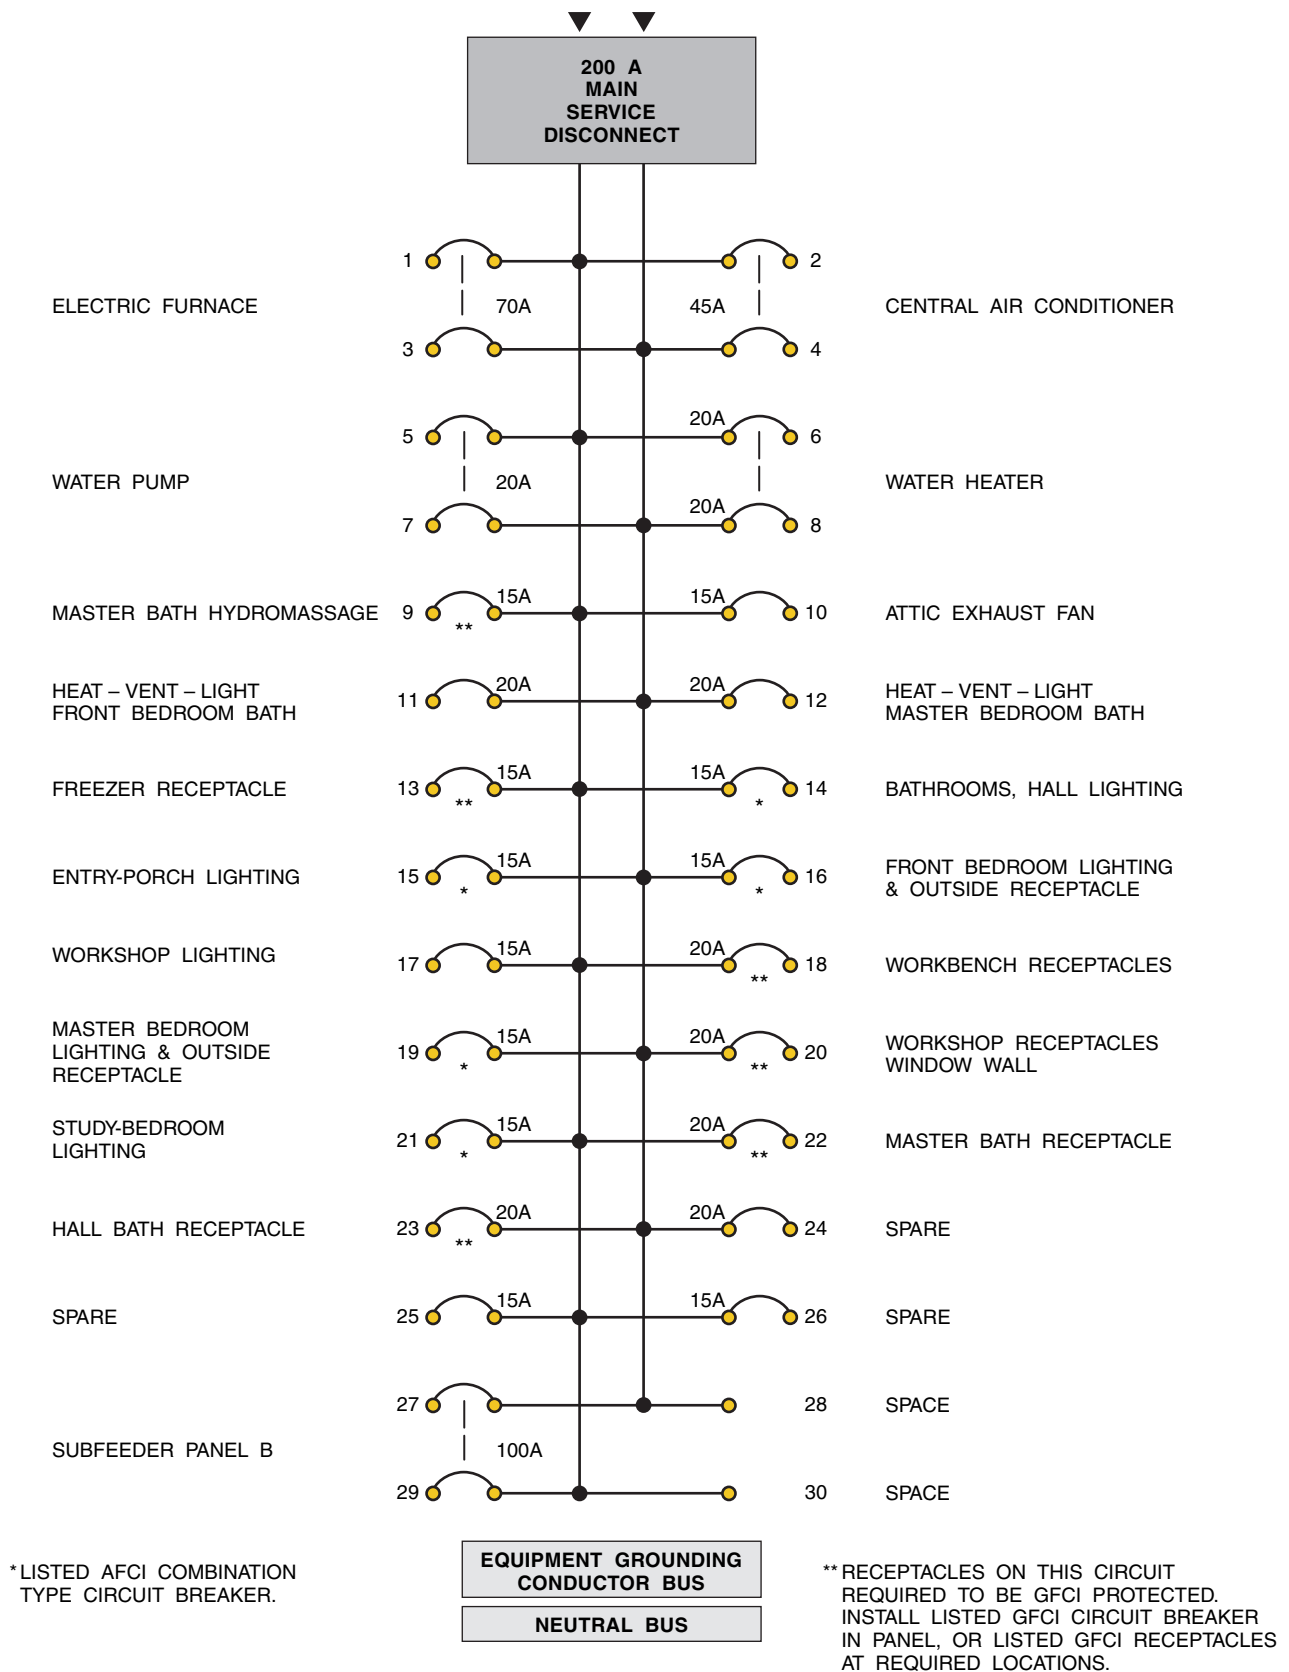 200 A
MAIN
SERVICE
DISCONNECT
1
2
ELECTRIC FURNACE
70A
45A
CENTRAL AIR CONDITIONER
3
4
5
20A
6
WATER PUMP
20A
WATER HEATER
7
20A
8
MASTER BATH HYDROMASSAGE
9
15A
**
15A
10
ATTIC EXHAUST FAN
HEAT – VENT – LIGHT
FRONT BEDROOM BATH
11
20A
20A
12
HEAT – VENT – LIGHT
MASTER BEDROOM BATH
FREEZER RECEPTACLE
13
15A
**
15A
*
14
BATHROOMS, HALL LIGHTING
ENTRY-PORCH LIGHTING
15
15A
*
15A
*
16
FRONT BEDROOM LIGHTING
& OUTSIDE RECEPTACLE
WORKSHOP LIGHTING
17
15A
20A
**
18
WORKBENCH RECEPTACLES
MASTER BEDROOM
LIGHTING & OUTSIDE
RECEPTACLE
19
15A
*
20A
**
20
WORKSHOP RECEPTACLES
WINDOW WALL
STUDY-BEDROOM
LIGHTING
21
15A
*
20A
**
22
MASTER BATH RECEPTACLE
HALL BATH RECEPTACLE
23
20A
**
20A
24
SPARE
SPARE
25
15A
15A
26
SPARE
27
28
SPACE
SUBFEEDER PANEL B
100A
29
30
SPACE
* LISTED AFCI COMBINATION
TYPE CIRCUIT BREAKER.
EQUIPMENT GROUNDING
CONDUCTOR BUS
NEUTRAL BUS
** RECEPTACLES ON THIS CIRCUIT
REQUIRED TO BE GFCI PROTECTED.
INSTALL LISTED GFCI CIRCUIT BREAKER
IN PANEL, OR LISTED GFCI RECEPTACLES
AT REQUIRED LOCATIONS.